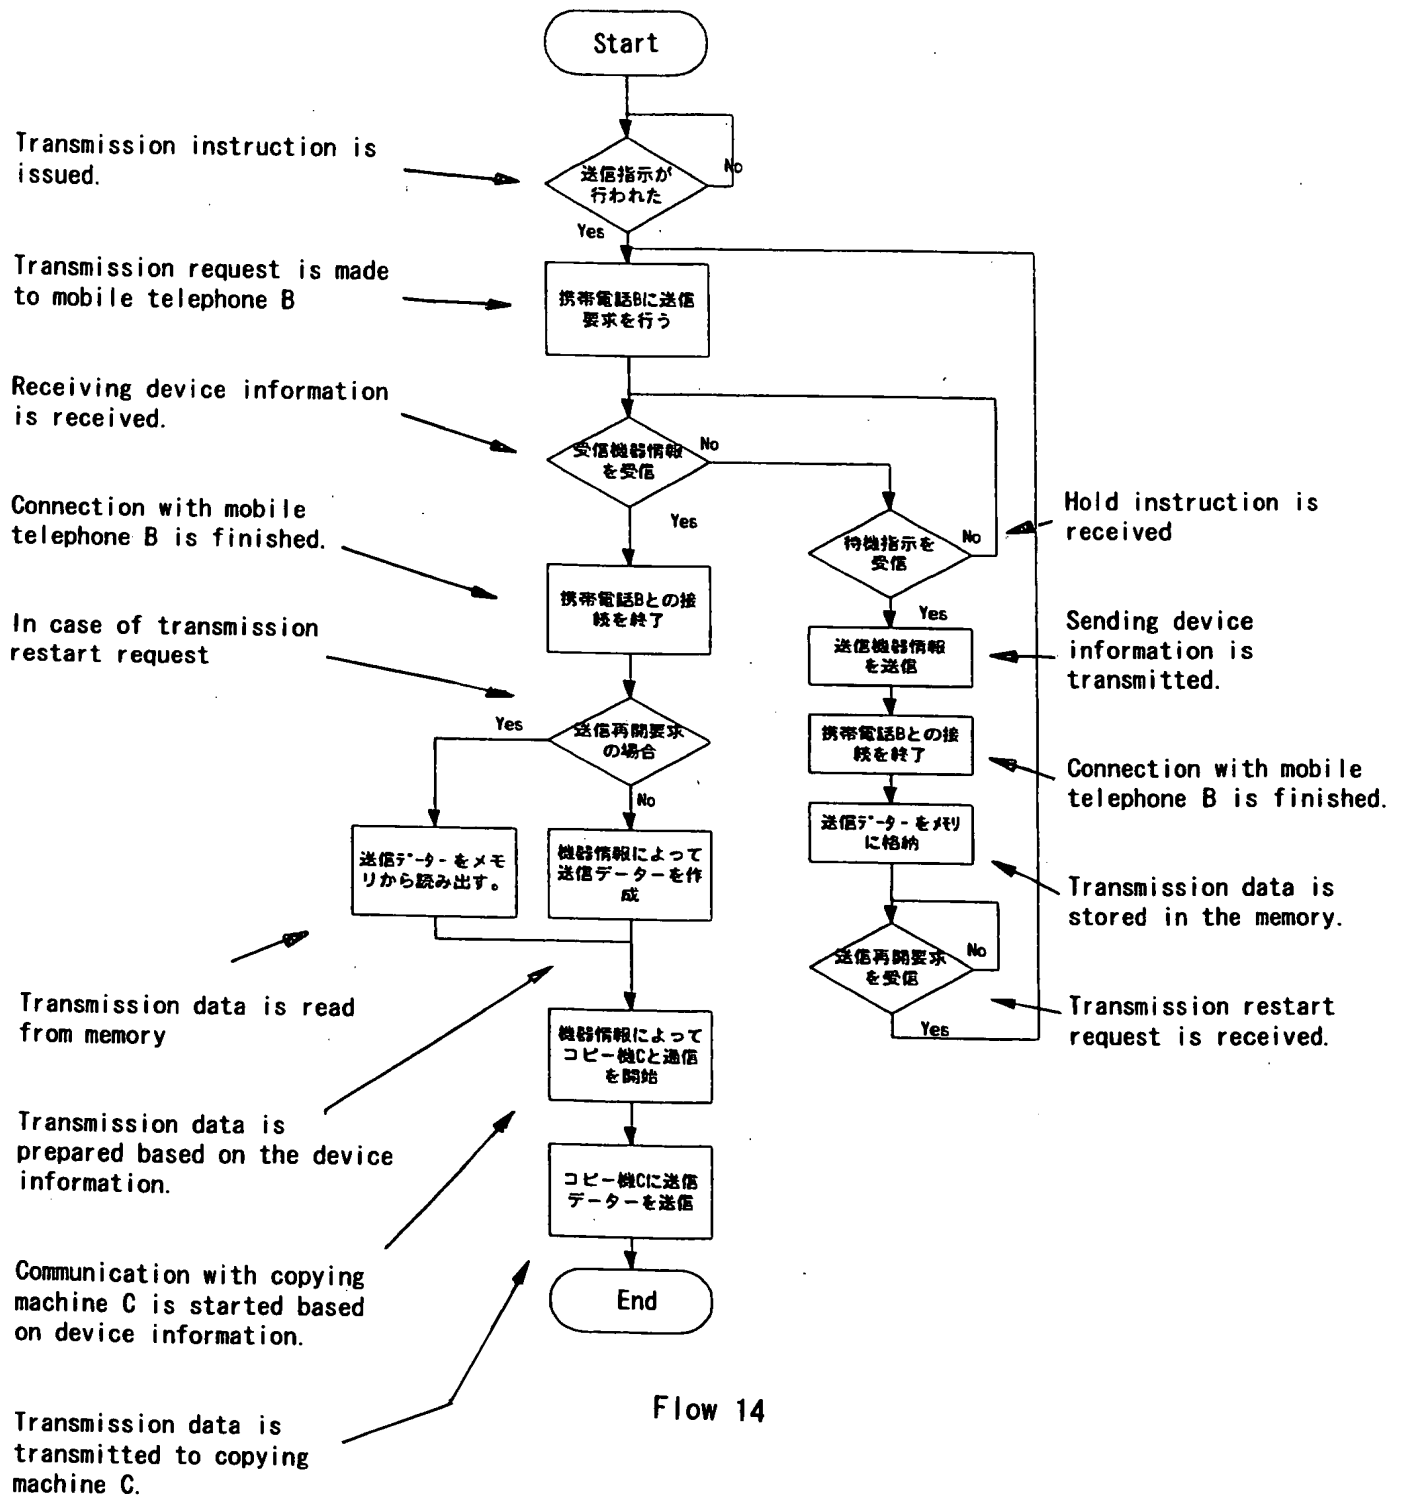 Start
Transmission instruction is
issued.
No
送信指示が
行われた
Yes
Transmission request is made
to mobile telephone B
携帯電話Bに送信
要求を行う
Receiving device information
is received.
受信機器情報
を受信
No
Yes
Connection with mobile
telephone B is finished.
Hold instruction is
received
待機指示を
受信
No
Yes
携帯電話Bとの接
続を終了
In case of transmission
restart request
Sending device
information is
transmitted.
送信機器情報
を送信
Yes
送信再開要求
の場合
No
携帯電話Bとの接
続を終了
Connection with mobile
telephone B is finished.
送信データーをメモリ
に格納
送信データーをメモ
リから読み出す。
機器情報によって
送信データーを作
成
Transmission data is
stored in the memory.
送信再開要求
を受信
No
Yes
Transmission data is read
from memory
Transmission restart
request is received.
機器情報によって
コピー機Cと通信
を開始
Transmission data is
prepared based on the device
information.
コピー機Cに送信
データーを送信
Communication with copying
machine C is started based
on device information.
End
Flow 14
Transmission data is
transmitted to copying
machine C.